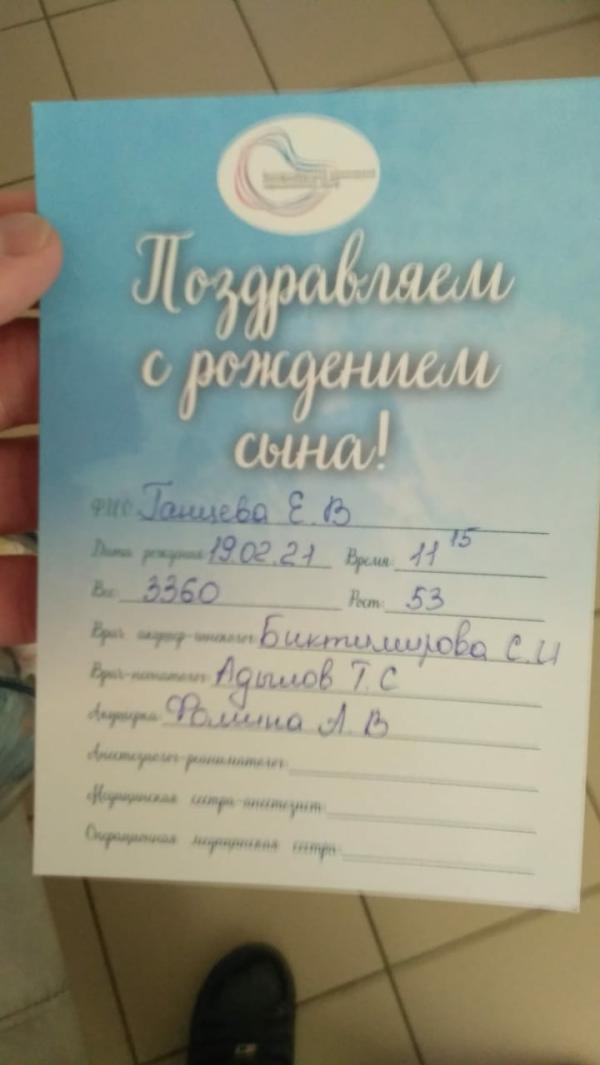 Поздравляем
с рождением
сына!
ФИО Ганцева Е. В
Дата рождения 19.02.21 Время: 11 15
Вес: 3360 Рост: 53
Врач акушер-гинеколог Биктимирова С.И
Врач-неонатолог: Адылов Т. С
Акушерка: Фомина А. В
Анестезиолог-реаниматолог:
Медицинская сестра-анестезист:
Операционная медицинская сестра: